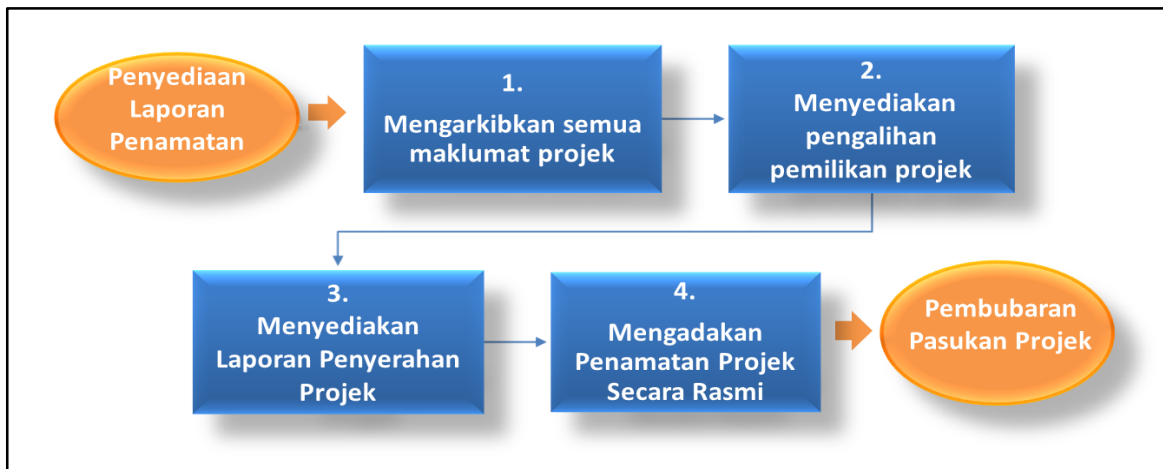 Penyediaan
Laporan
Penamatan
1.
Mengarkibkan semua
maklumat projek
2.
Menyediakan
pengalihan
pemilikan projek
3.
Menyediakan
Laporan Penyerahan
Projek
4.
Mengadakan
Penamatan Projek
Secara Rasmi
Pembubaran
Pasukan Projek